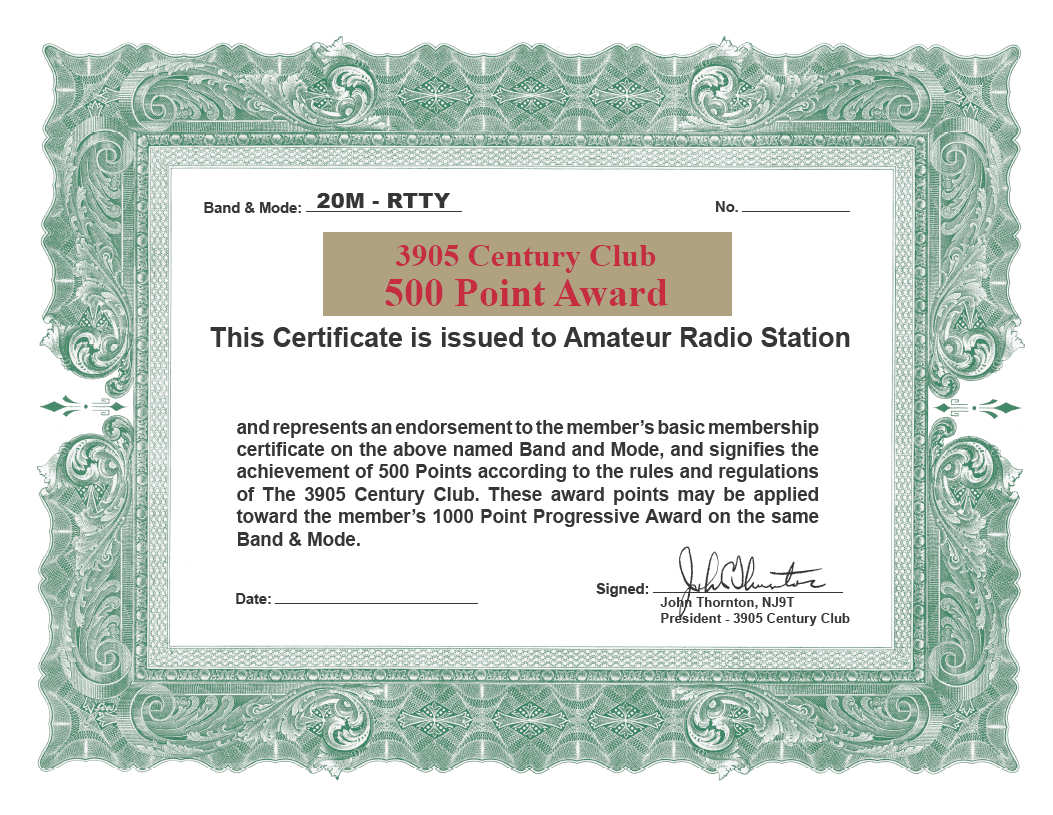 Band & Mode: 20M - RTTY No.
3905 Century Club
500 Point Award
This Certificate is issued to Amateur Radio Station
and represents an endorsement to the member’s basic membership
certificate on the above named Band and Mode, and signifies the
achievement of 500 Points according to the rules and regulations
of The 3905 Century Club. These award points may be applied
toward the member’s 1000 Point Progressive Award on the same
Band & Mode.
Date:
Signed: John Thornton
John Thornton, NJ9T
President - 3905 Century Club